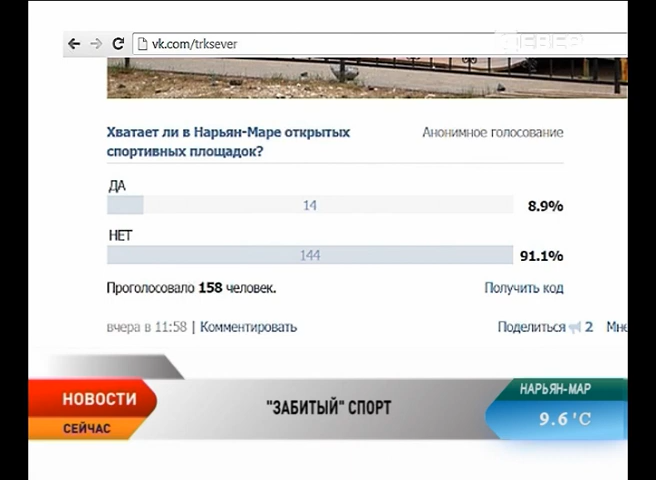 СЕВЕР
vk.com/trksever
Хватает ли в Нарьян-Маре открытых
спортивных площадок?
Анонимное голосование
ДА
14
8.9%
НЕТ
144
91.1%
Проголосовало 158 человек.
Получить код
вчера в 11:58 | Комментировать
Поделиться 2
Мне
НОВОСТИ
СЕЙЧАС
"ЗАБИТЫЙ" СПОРТ
НАРЬЯН-МАР
9.6 'С